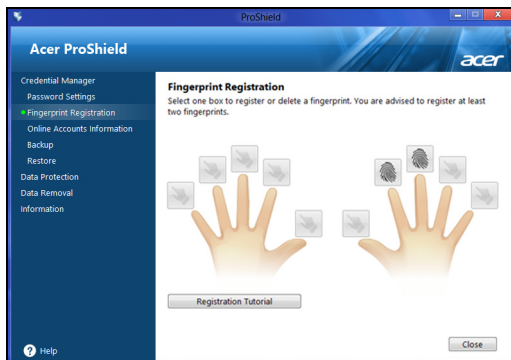 ProShield
Acer ProShield
acer
Credential Manager
Password Settings
Fingerprint Registration
Online Accounts Information
Backup
Restore
Data Protection
Data Removal
Information
Fingerprint Registration
Select one box to register or delete a fingerprint. You are advised to register at least
two fingerprints.
Registration Tutorial
? Help
Close